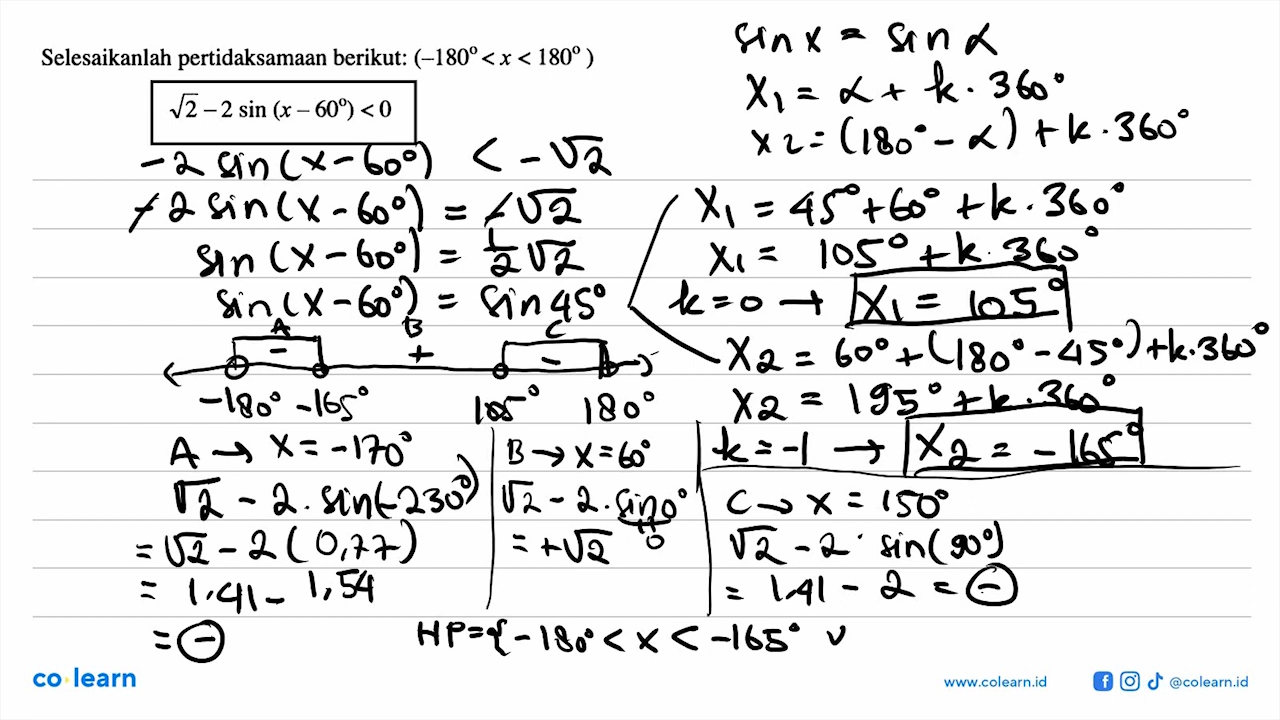 Selesaikanlah pertidaksamaan berikut: (–180° < x < 180° )
√2 – 2 sin (x – 60°) < 0
-2 sin(x-60°) < -√2
-2 sin(x-60°) = -√2
sin(x-60°) = 1/2 √2
sin(x-60°) = sin 45°
A B C
- + -
-180° -165° 105° 180°
sin x = sin α
x1 = α + k. 360°
x2 = (180° - α) + k. 360°
x1 = 45° + 60° + k. 360°
x1 = 105° + k. 360°
k = 0 → x1 = 105°
x2 = 60° + (180° - 45°) + k. 360°
x2 = 195° + k. 360°
k = -1 → x2 = -165°
A → x = -170°
√2 - 2. sin(-230°)
= √2 - 2(0,77)
= 1.41 - 1,54
= -
B → x = 60°
√2 - 2. sin 0°
0
= +√2
C → x = 150°
√2 - 2. sin(90°)
= 1.41 - 2 = -
HP = {-180° < x < -165° v
co·learn
www.colearn.id
@colearn.id